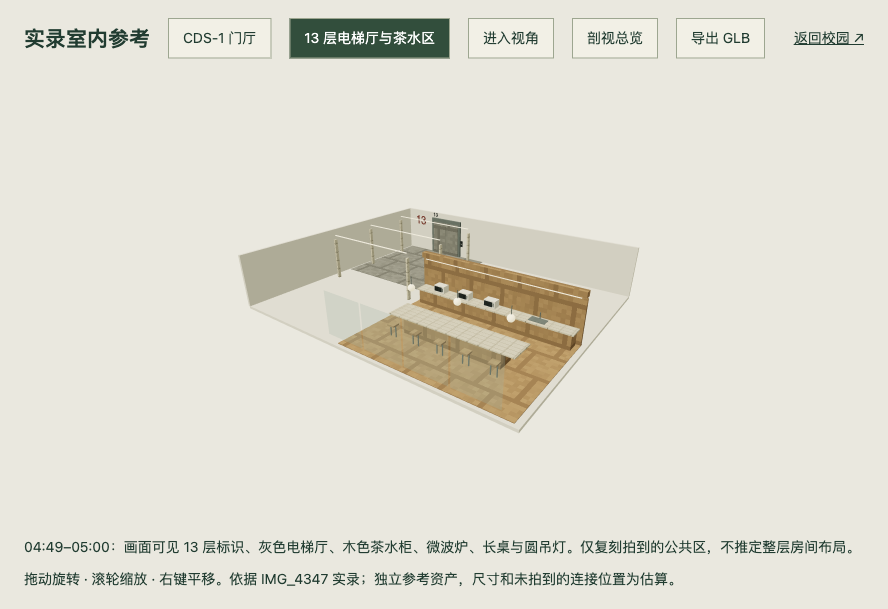 实录室内参考
CDS-1 门厅
13 层电梯厅与茶水区
进入视角
剖视总览
导出 GLB
返回校园 ↗
13
13
04:49–05:00：画面可见 13 层标识、灰色电梯厅、木色茶水柜、微波炉、长桌与圆吊灯。仅复刻拍到的公共区，不推定整层房间布局。
拖动旋转 · 滚轮缩放 · 右键平移。依据 IMG_4347 实录；独立参考资产，尺寸和未拍到的连接位置为估算。